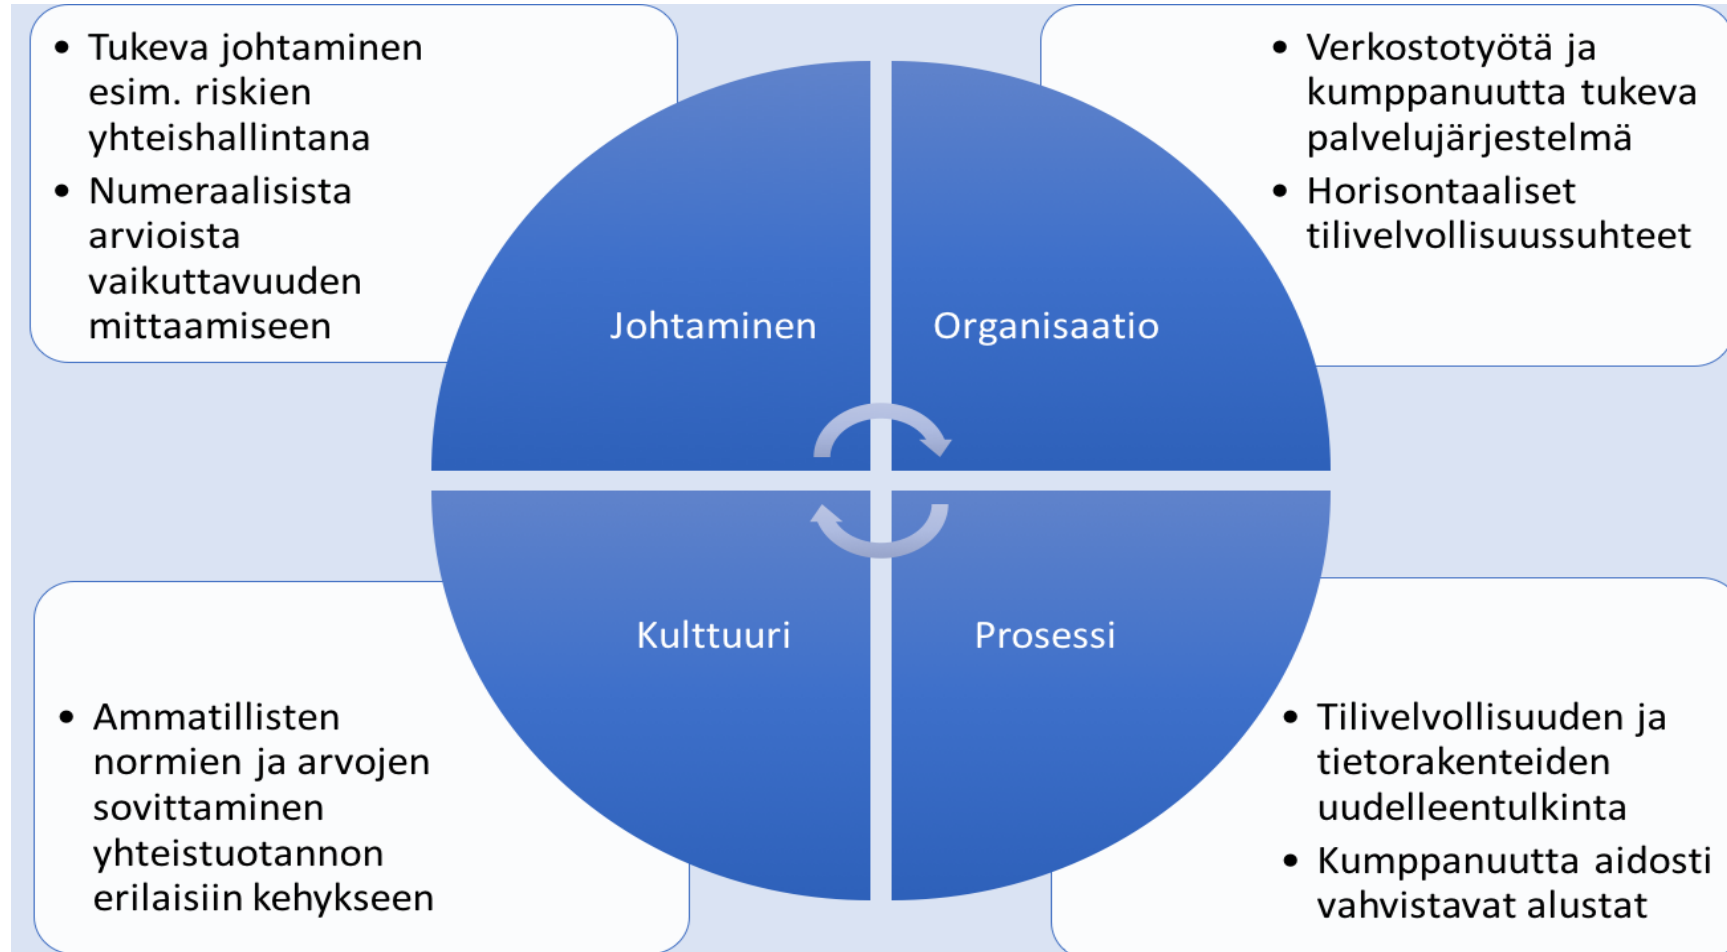 • Tukeva johtaminen
esim. riskien
yhteishallintana
• Numeraalisista
arvioista
vaikuttavuuden
mittaamiseen
• Verkostotyötä ja
kumppanuutta tukeva
palvelujärjestelmä
• Horisontaaliset
tilivelvollisuussuhteet
Johtaminen
Organisaatio
Kulttuuri
Prosessi
• Ammatillisten
normien ja arvojen
sovittaminen
yhteistuotannon
erilaisiin kehykseen
• Tilivelvollisuuden ja
tietorakenteiden
uudelleentulkinta
• Kumppanuutta aidosti
vahvistavat alustat